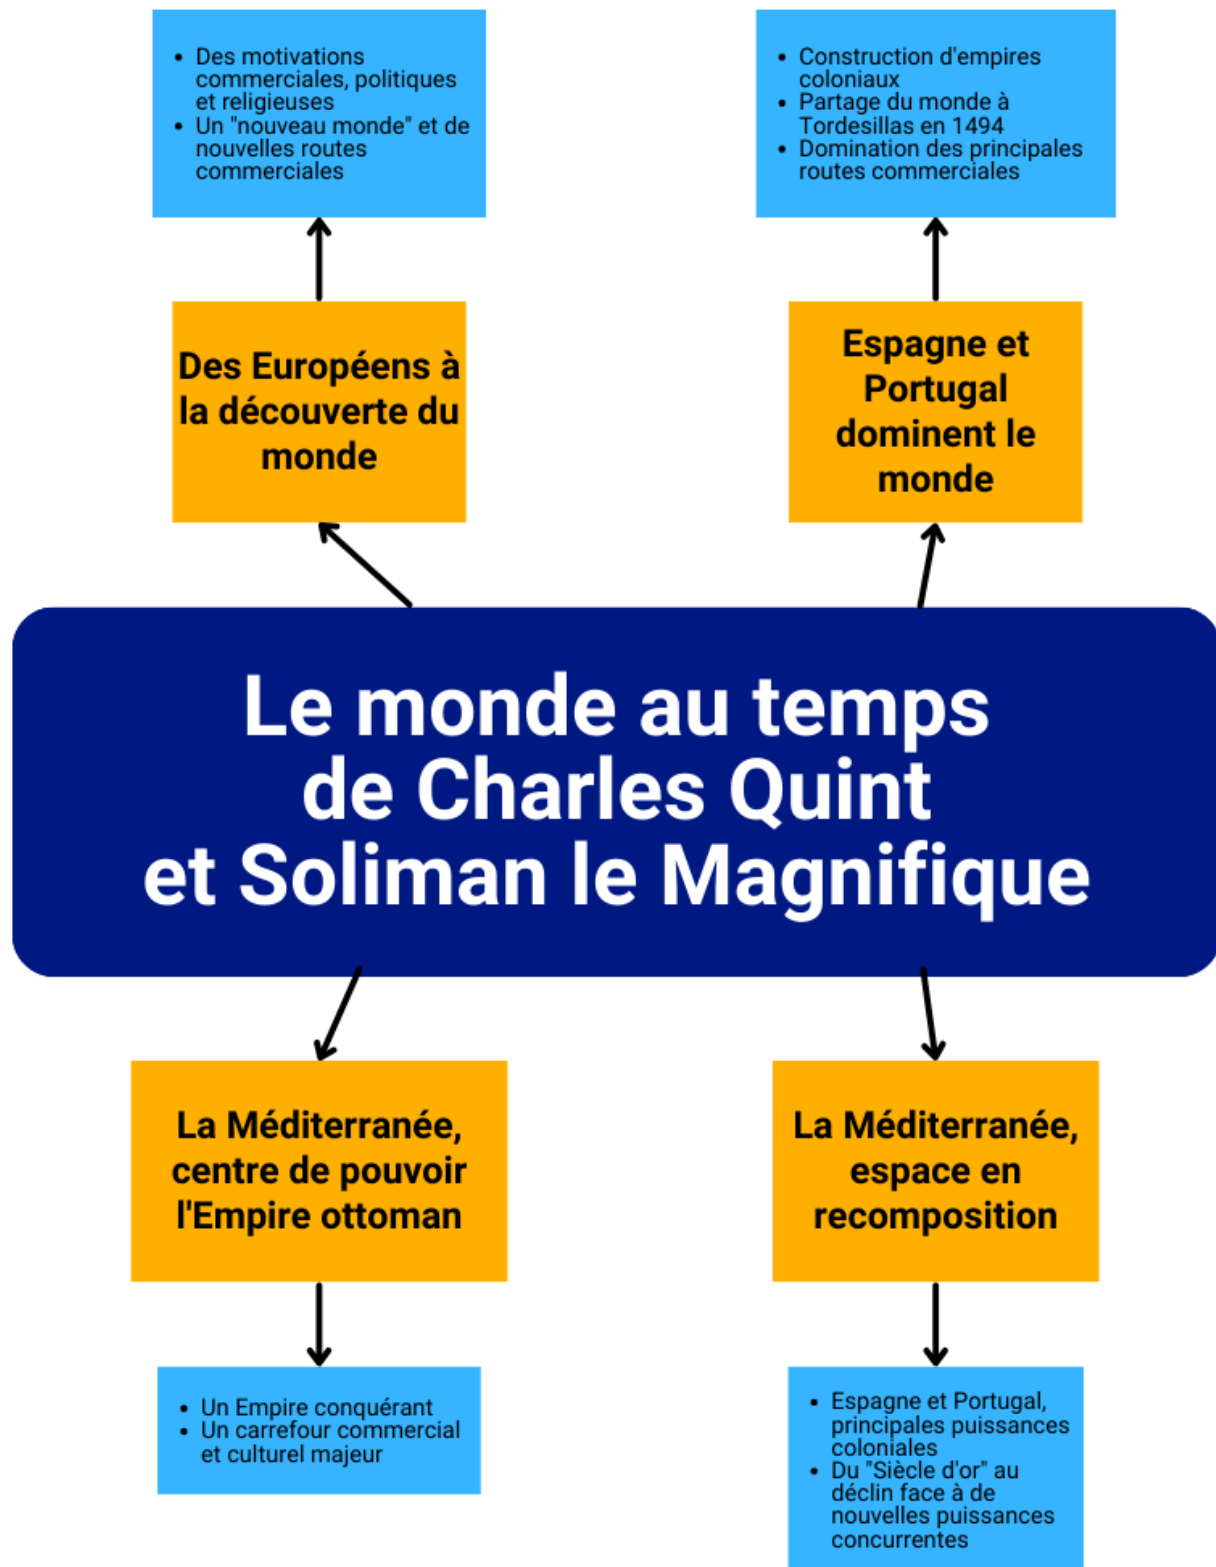 • Des motivations
commerciales, politiques
et religieuses
• Un "nouveau monde" et de
nouvelles routes
commerciales
• Construction d'empires
coloniaux
• Partage du monde à
Tordesillas en 1494
• Domination des principales
routes commerciales
Des Européens à
la découverte du
monde
Espagne et
Portugal
dominent le
monde
Le monde au temps
de Charles Quint
et Soliman le Magnifique
La Méditerranée,
centre de pouvoir
l'Empire ottoman
La Méditerranée,
espace en
recomposition
• Un Empire conquérant
• Un carrefour commercial
et culturel majeur
• Espagne et Portugal,
principales puissances
coloniales
• Du "Siècle d'or" au
déclin face à de
nouvelles puissances
concurrentes